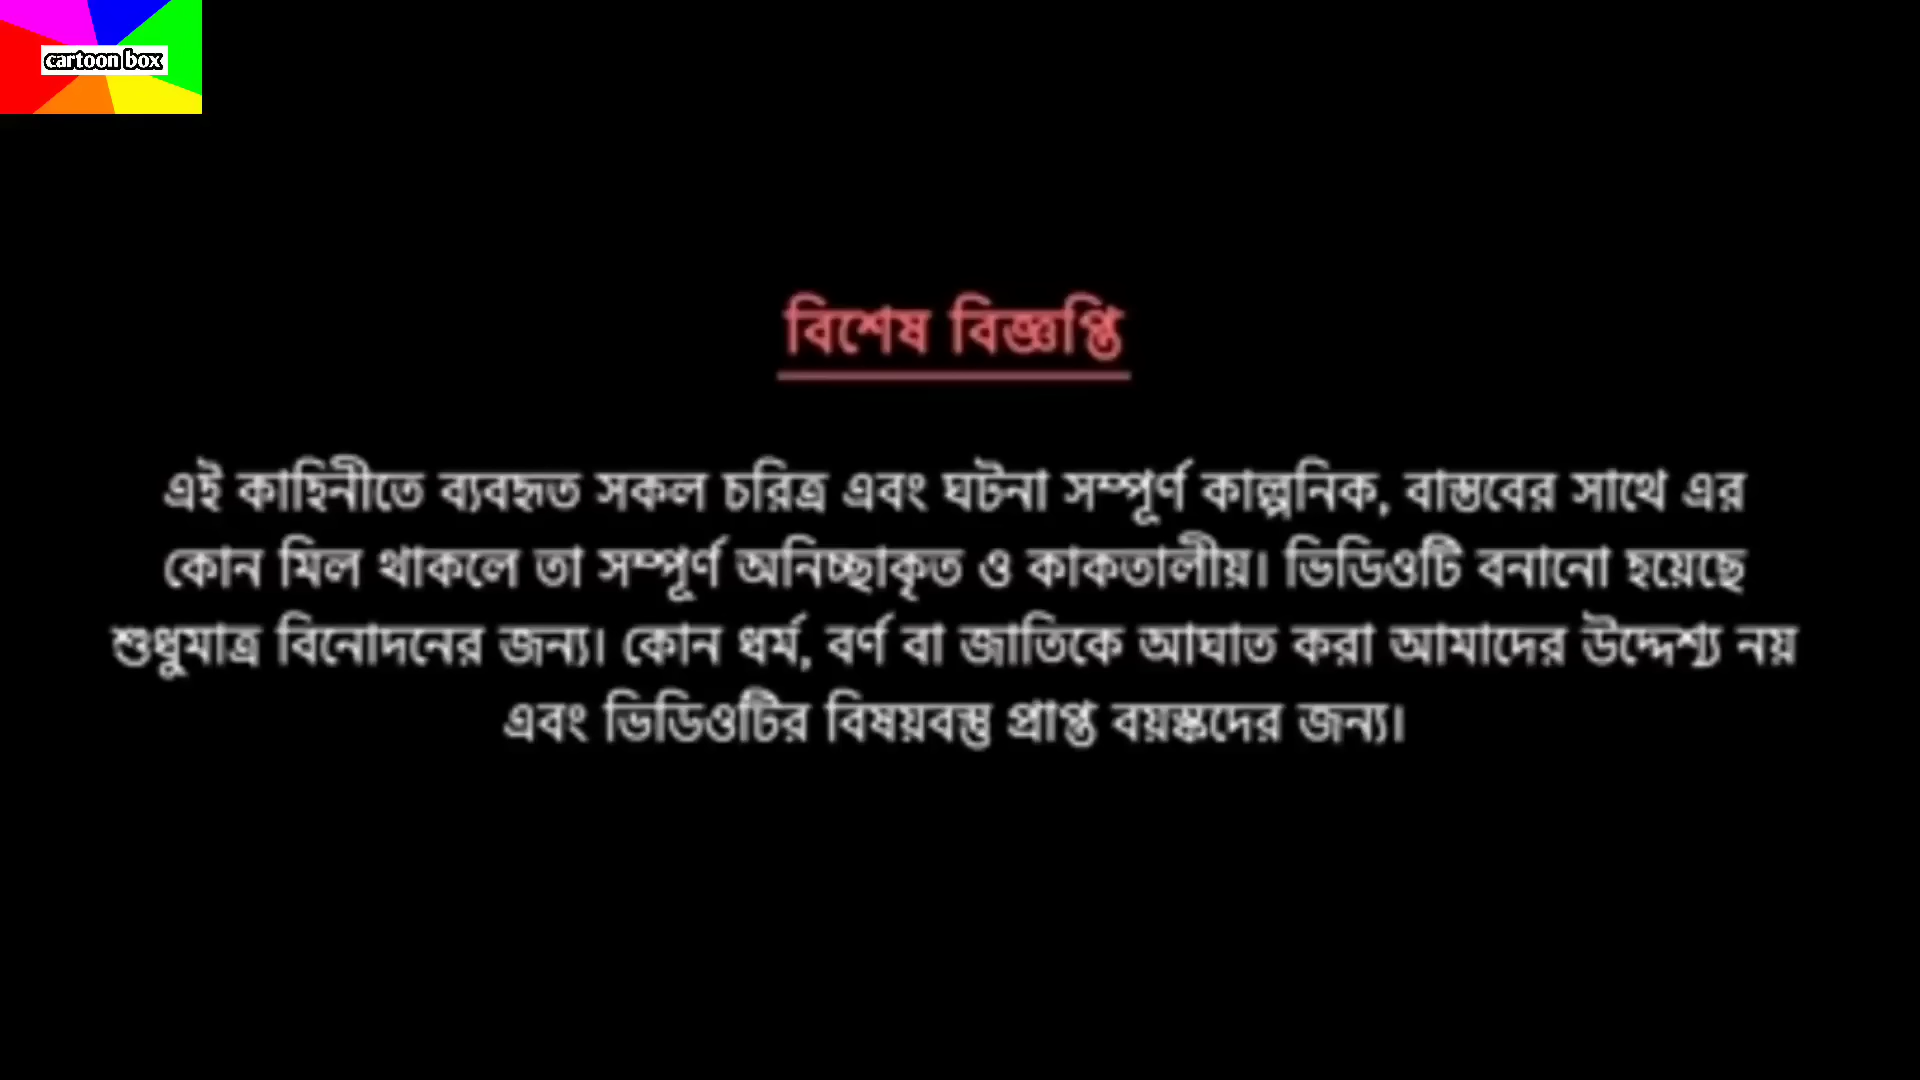 cartoon box
বিশেষ বিজ্ঞপ্তি
এই কাহিনীতে ব্যবহৃত সকল চরিত্র এবং ঘটনা সম্পূর্ণ কাল্পনিক, বাস্তবের সাথে এর
কোন মিল থাকলে তা সম্পূর্ণ অনিচ্ছাকৃত ও কাকতালীয়। ভিডিওটি বনানো হয়েছে
শুধুমাত্র বিনোদনের জন্য। কোন ধর্ম, বর্ণ বা জাতিকে আঘাত করা আমাদের উদ্দেশ্য নয়
এবং ভিডিওটির বিষয়বস্তু প্রাপ্ত বয়স্কদের জন্য।